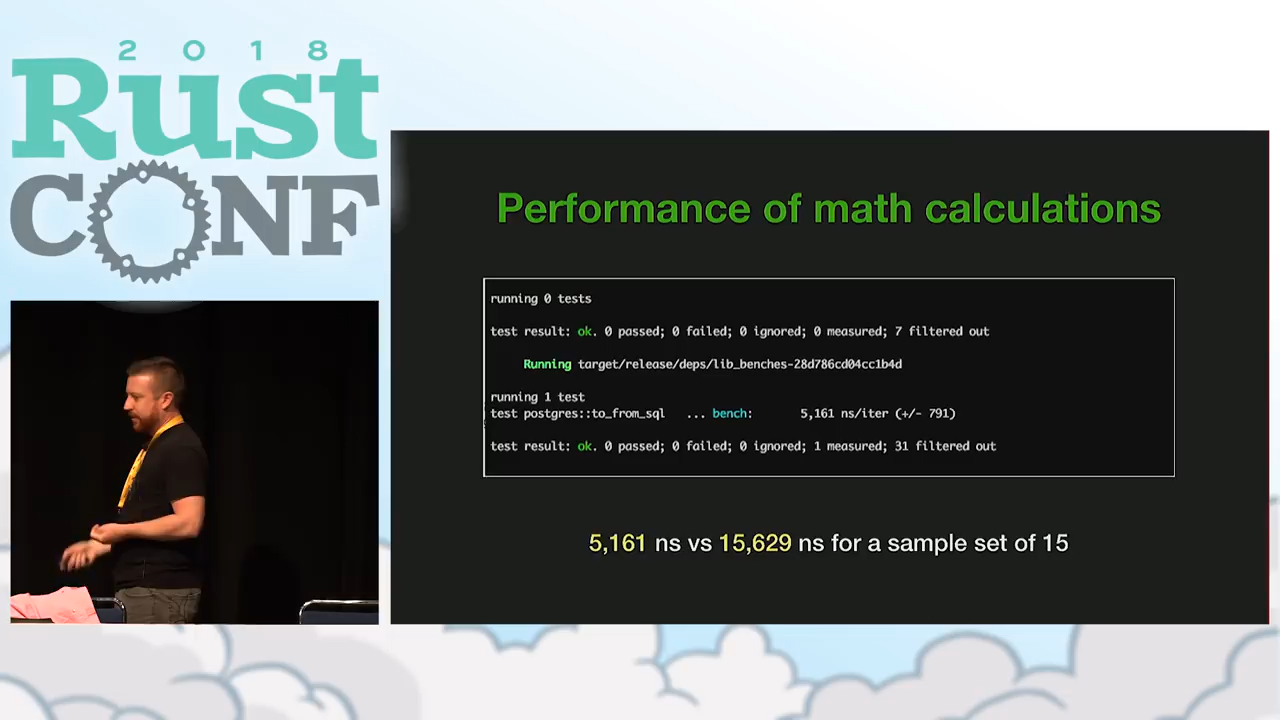 2018
Rust
CONF
Performance of math calculations
running 0 tests
test result: ok. 0 passed; 0 failed; 0 ignored; 0 measured; 7 filtered out
Running target/release/deps/lib_benches-28d786cd04cc1b4d
running 1 test
test postgres::to_from_sql ... bench: 5,161 ns/iter (+/- 791)
test result: ok. 0 passed; 0 failed; 0 ignored; 1 measured; 31 filtered out
5,161 ns vs 15,629 ns for a sample set of 15